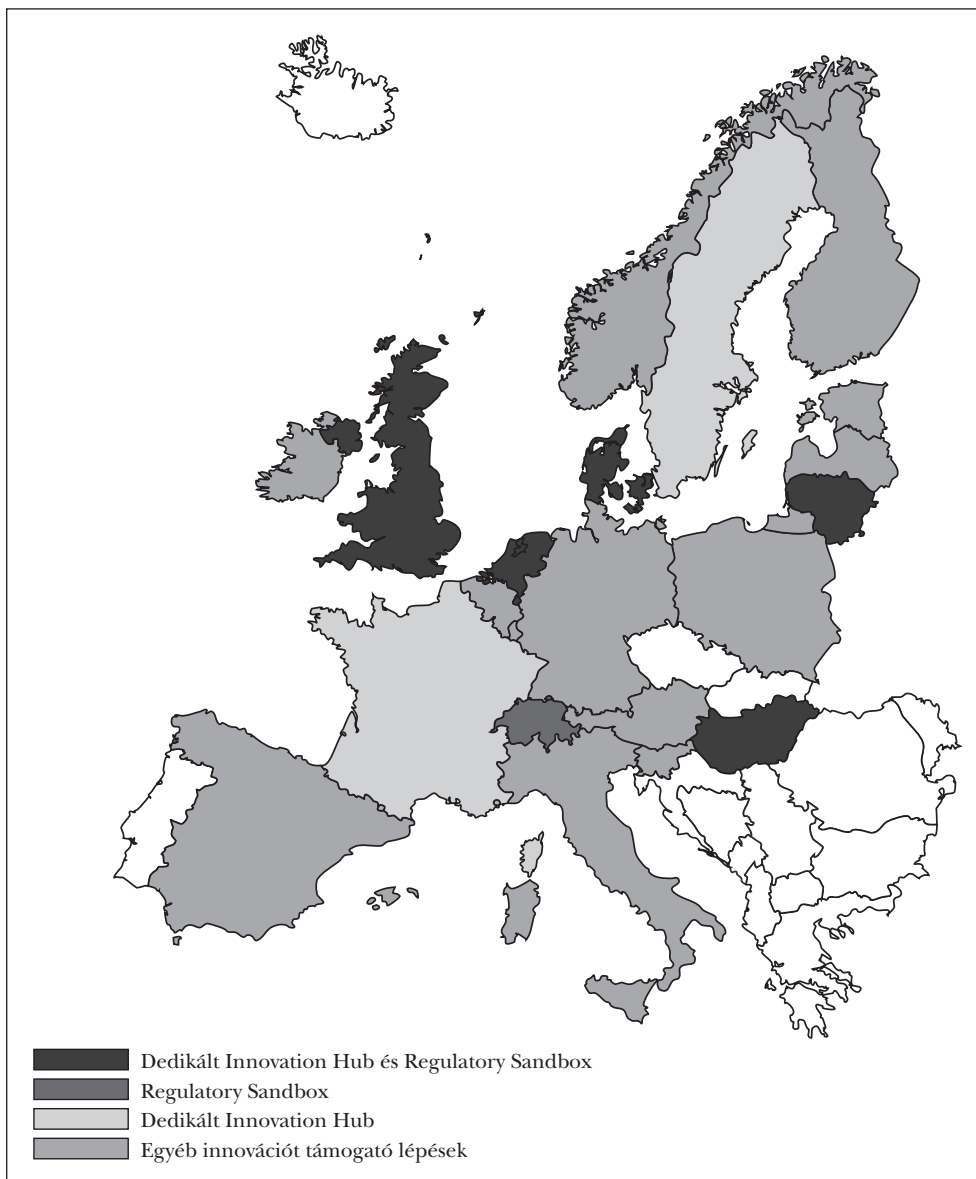 Dedikált Innovation Hub és Regulatory Sandbox
Regulatory Sandbox
Dedikált Innovation Hub
Egyéb innovációt támogató lépések